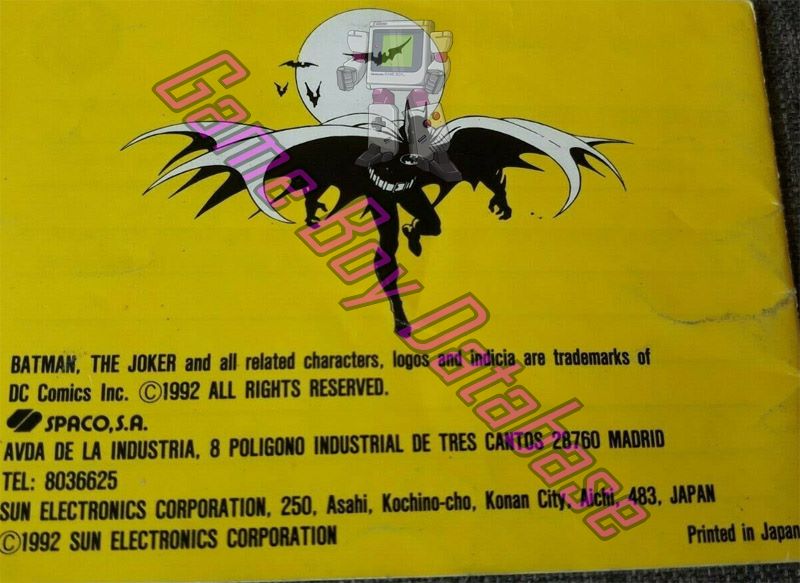 Game Boy Database
BATMAN, THE JOKER and all related characters, logos and indicia are trademarks of
DC Comics Inc. ©1992 ALL RIGHTS RESERVED.
SPACO, S.A.
AVDA DE LA INDUSTRIA, 8 POLIGONO INDUSTRIAL DE TRES CANTOS 28760 MADRID
TEL: 8036625
SUN ELECTRONICS CORPORATION, 250, Asahi, Kochino-cho, Konan City, Aichi, 483, JAPAN
©1992 SUN ELECTRONICS CORPORATION
Printed in Japan